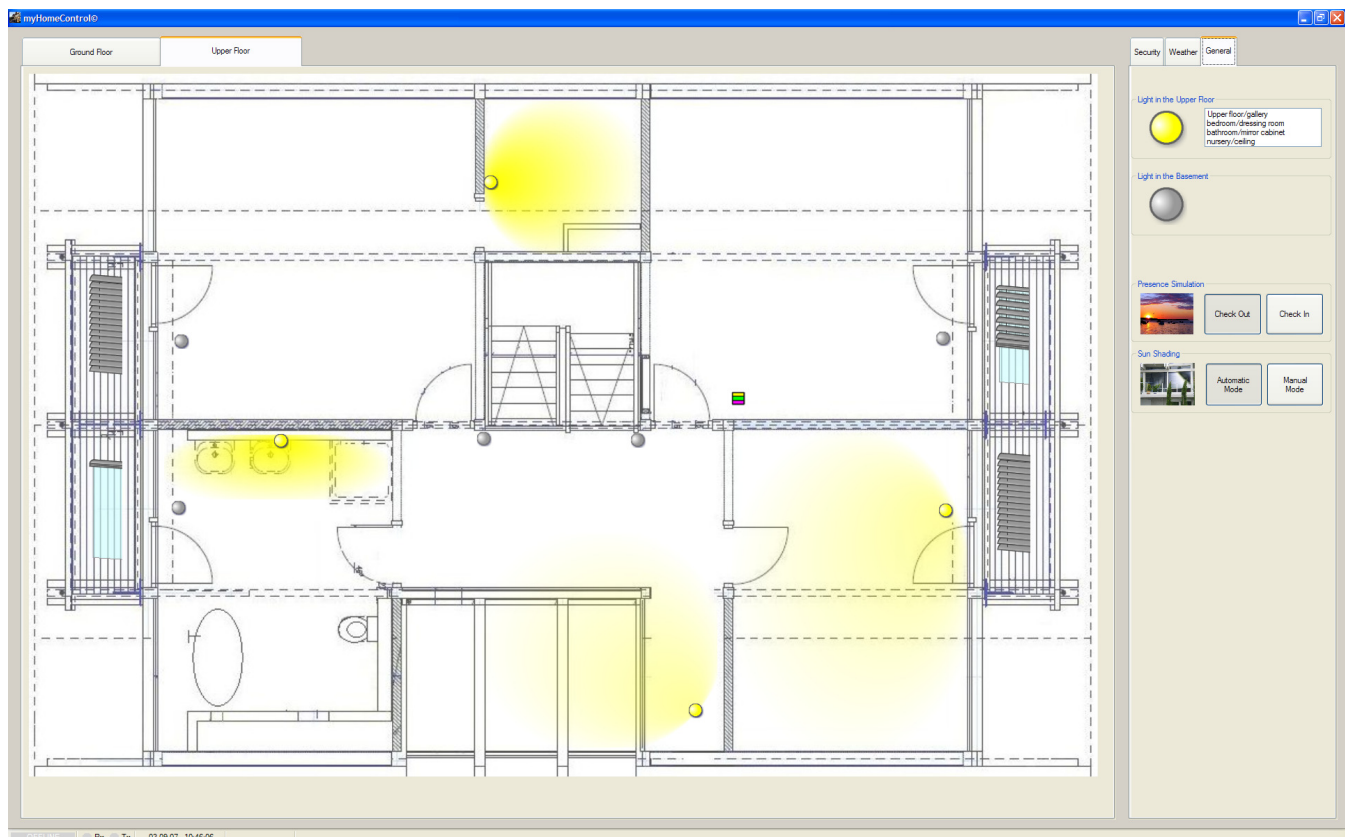 myHomeControl©
Ground Floor
Upper Floor
Security
Weather
General
Light in the Upper Floor
Upper floor/gallery
bedroom/dressing room
bathroom/mirror cabinet
nursery/ceiling
Light in the Basement
Presence Simulation
Check Out
Check In
Sun Shading
Automatic
Mode
Manual
Mode